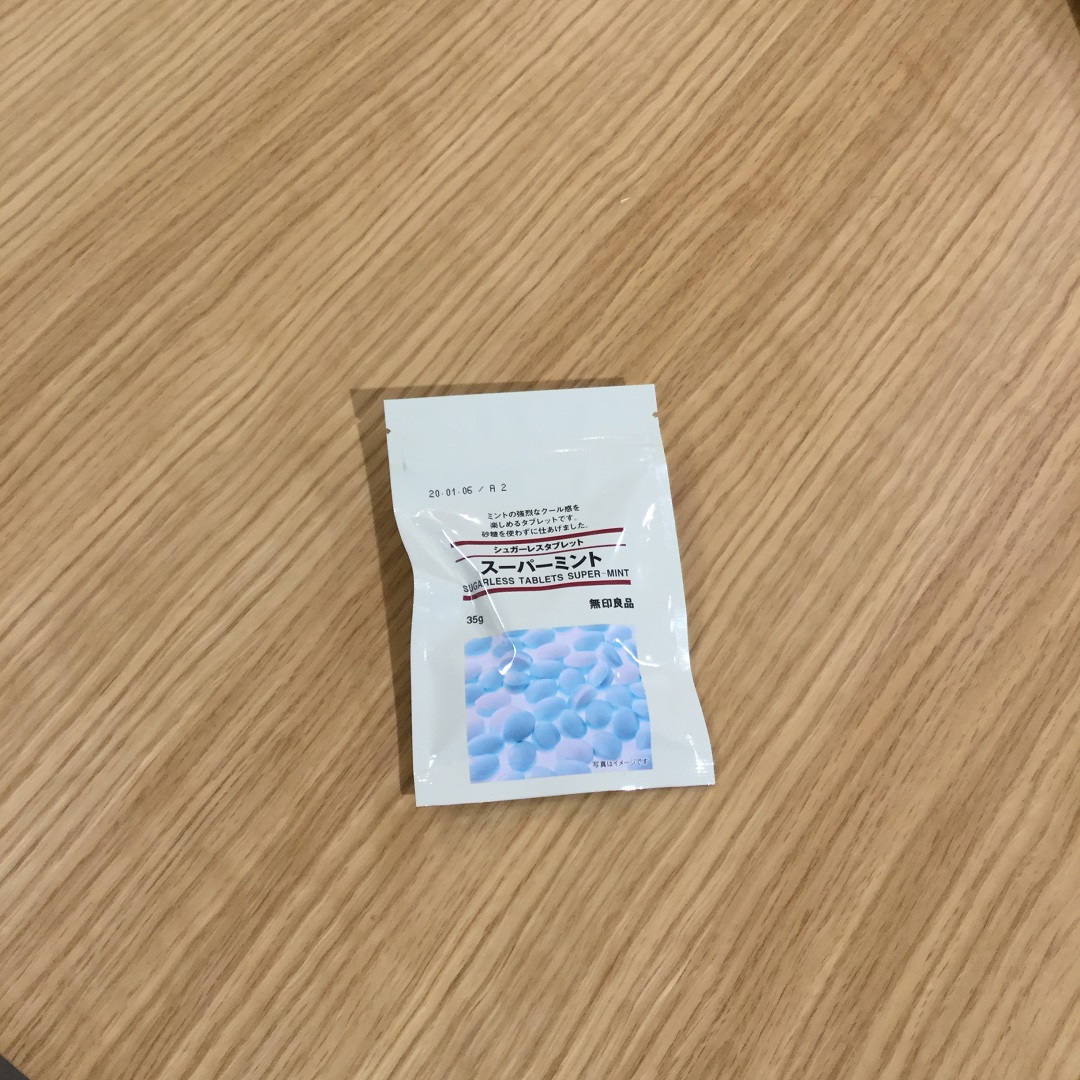 20.01.06 / A 2
ミントの強烈なクール感を
楽しめるタブレットです。
砂糖を使わずに仕あげました。
シュガーレスタブレット
スーパーミント
SUGARLESS TABLETS SUPER-MINT
無印良品
35g
写真はイメージです